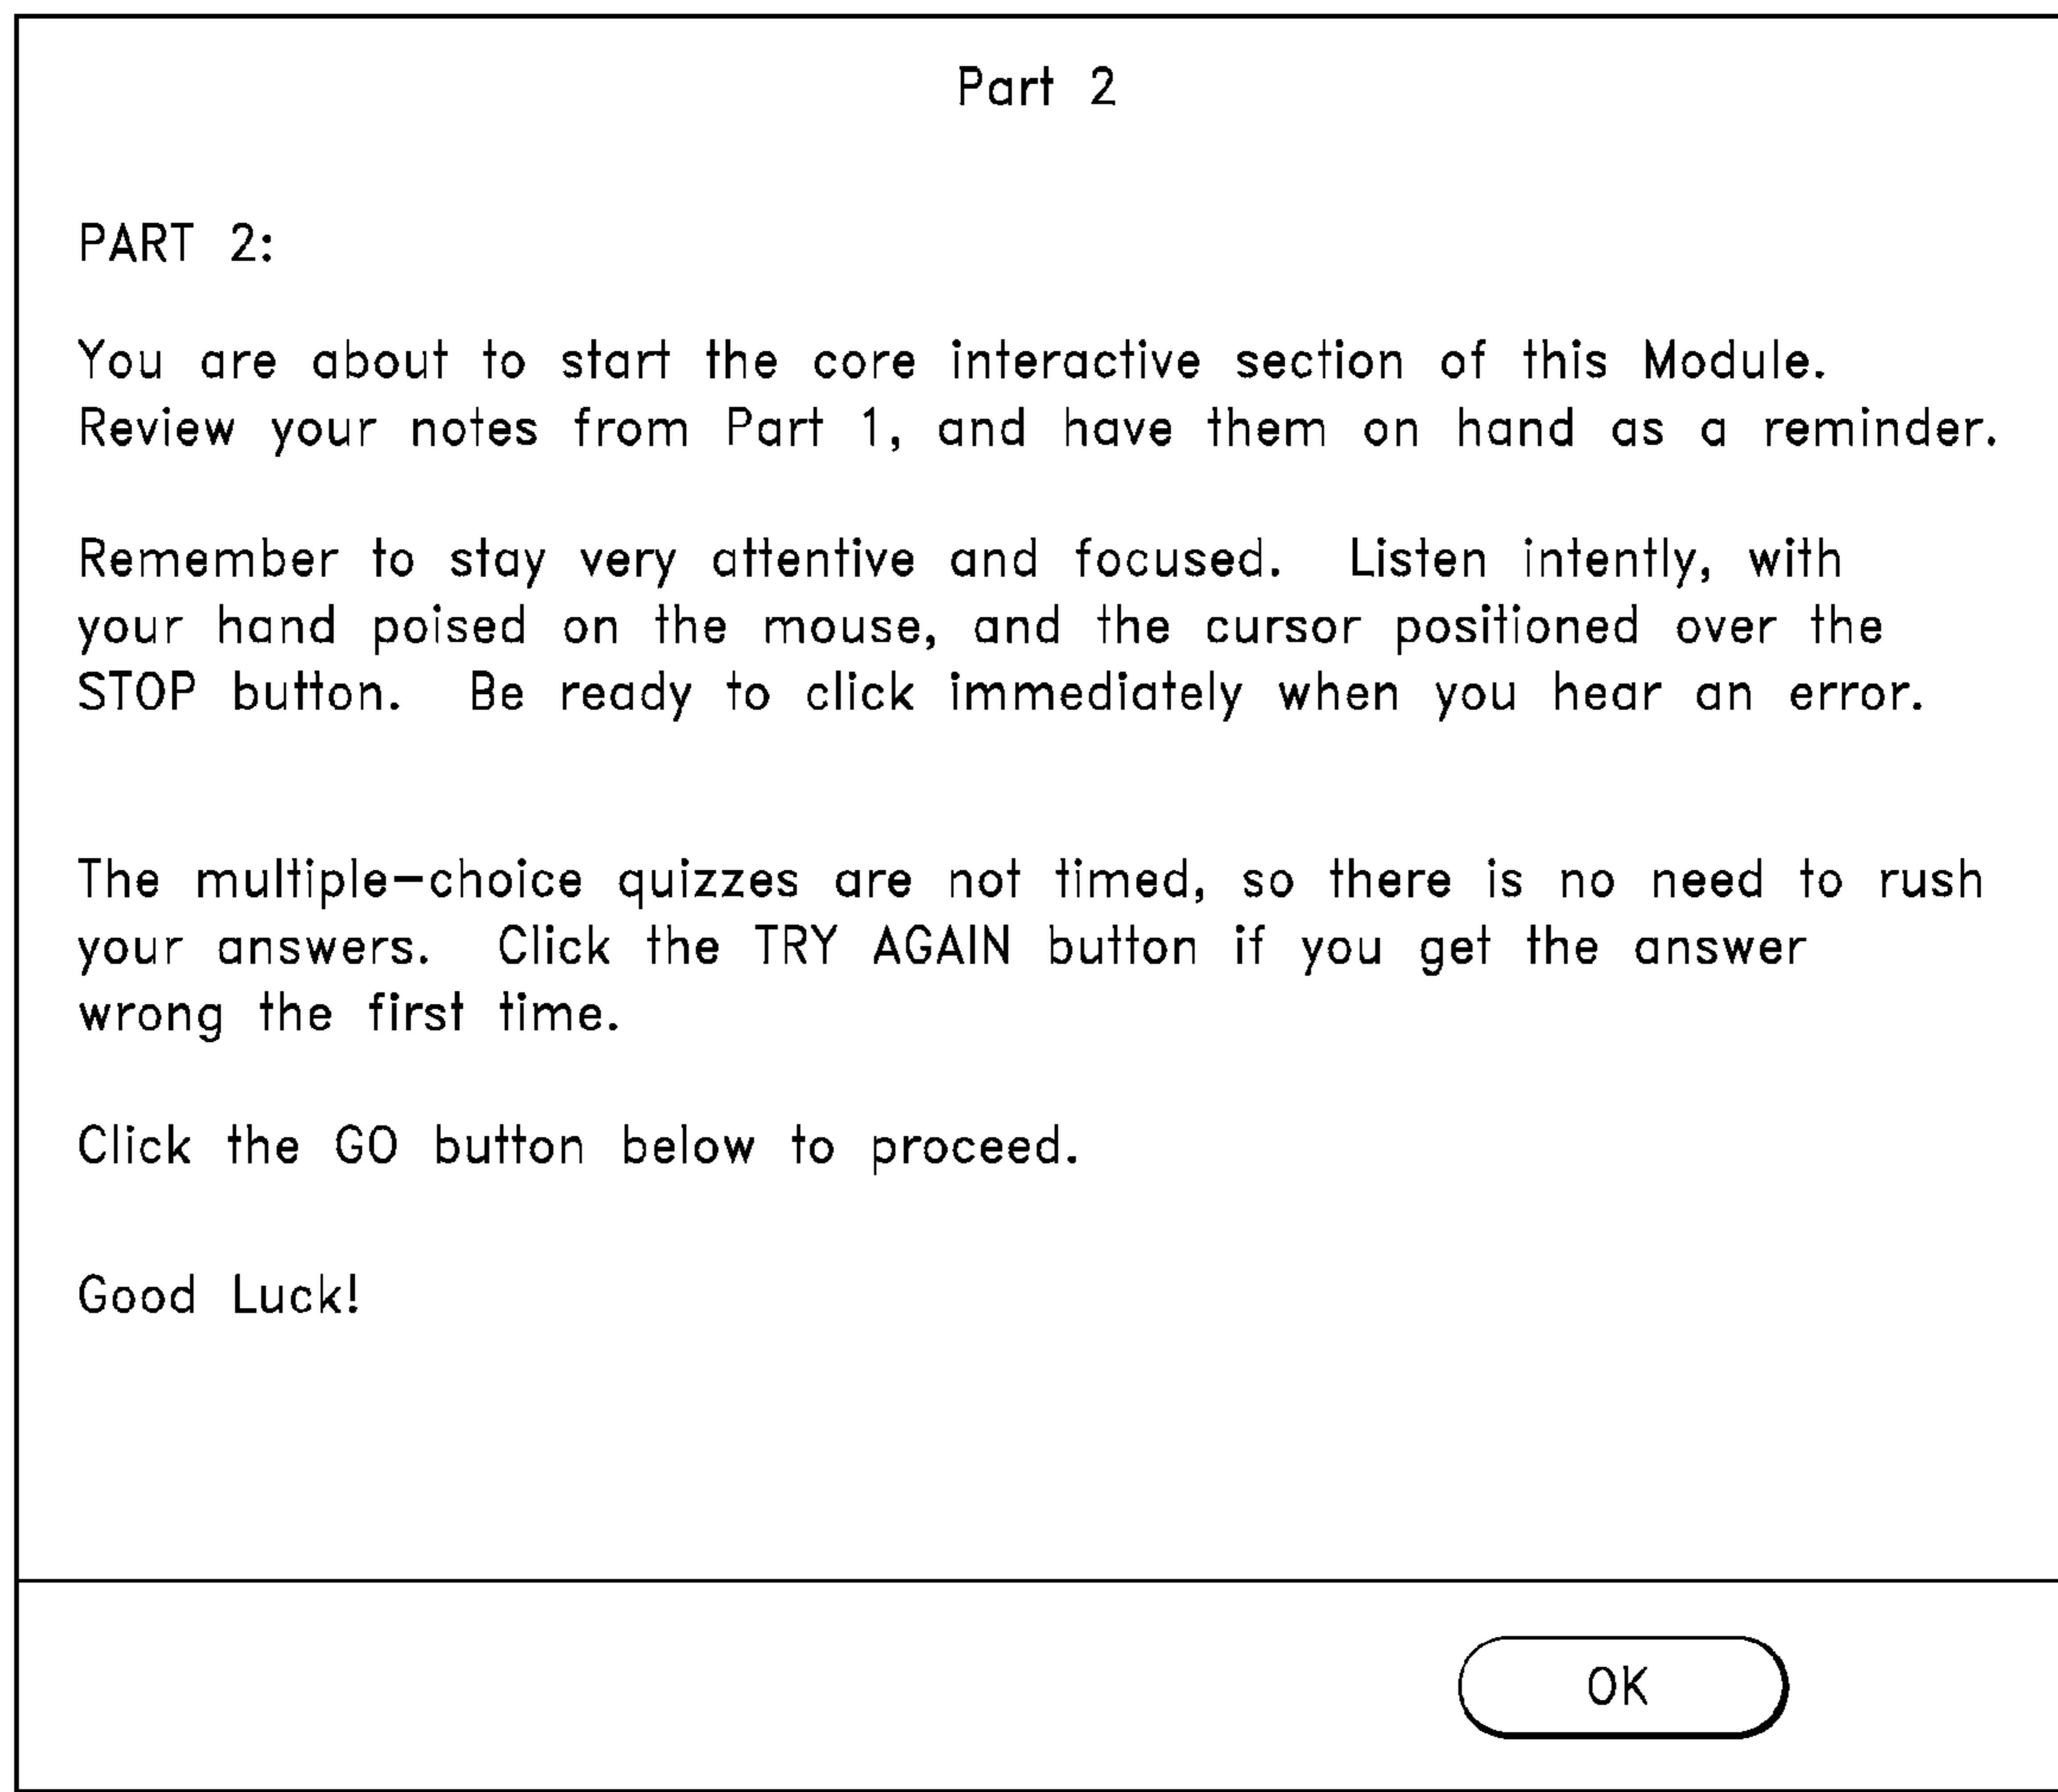 Part 2
PART 2:
You are about to start the core interactive section of this Module.
Review your notes from Part 1, and have them on hand as a reminder.
Remember to stay very attentive and focused.  Listen intently, with
your hand poised on the mouse, and the cursor positioned over the
STOP button.  Be ready to click immediately when you hear an error.
The multiple-choice quizzes are not timed, so there is no need to rush
your answers.  Click the TRY AGAIN button if you get the answer
wrong the first time.
Click the GO button below to proceed.
Good Luck!
OK